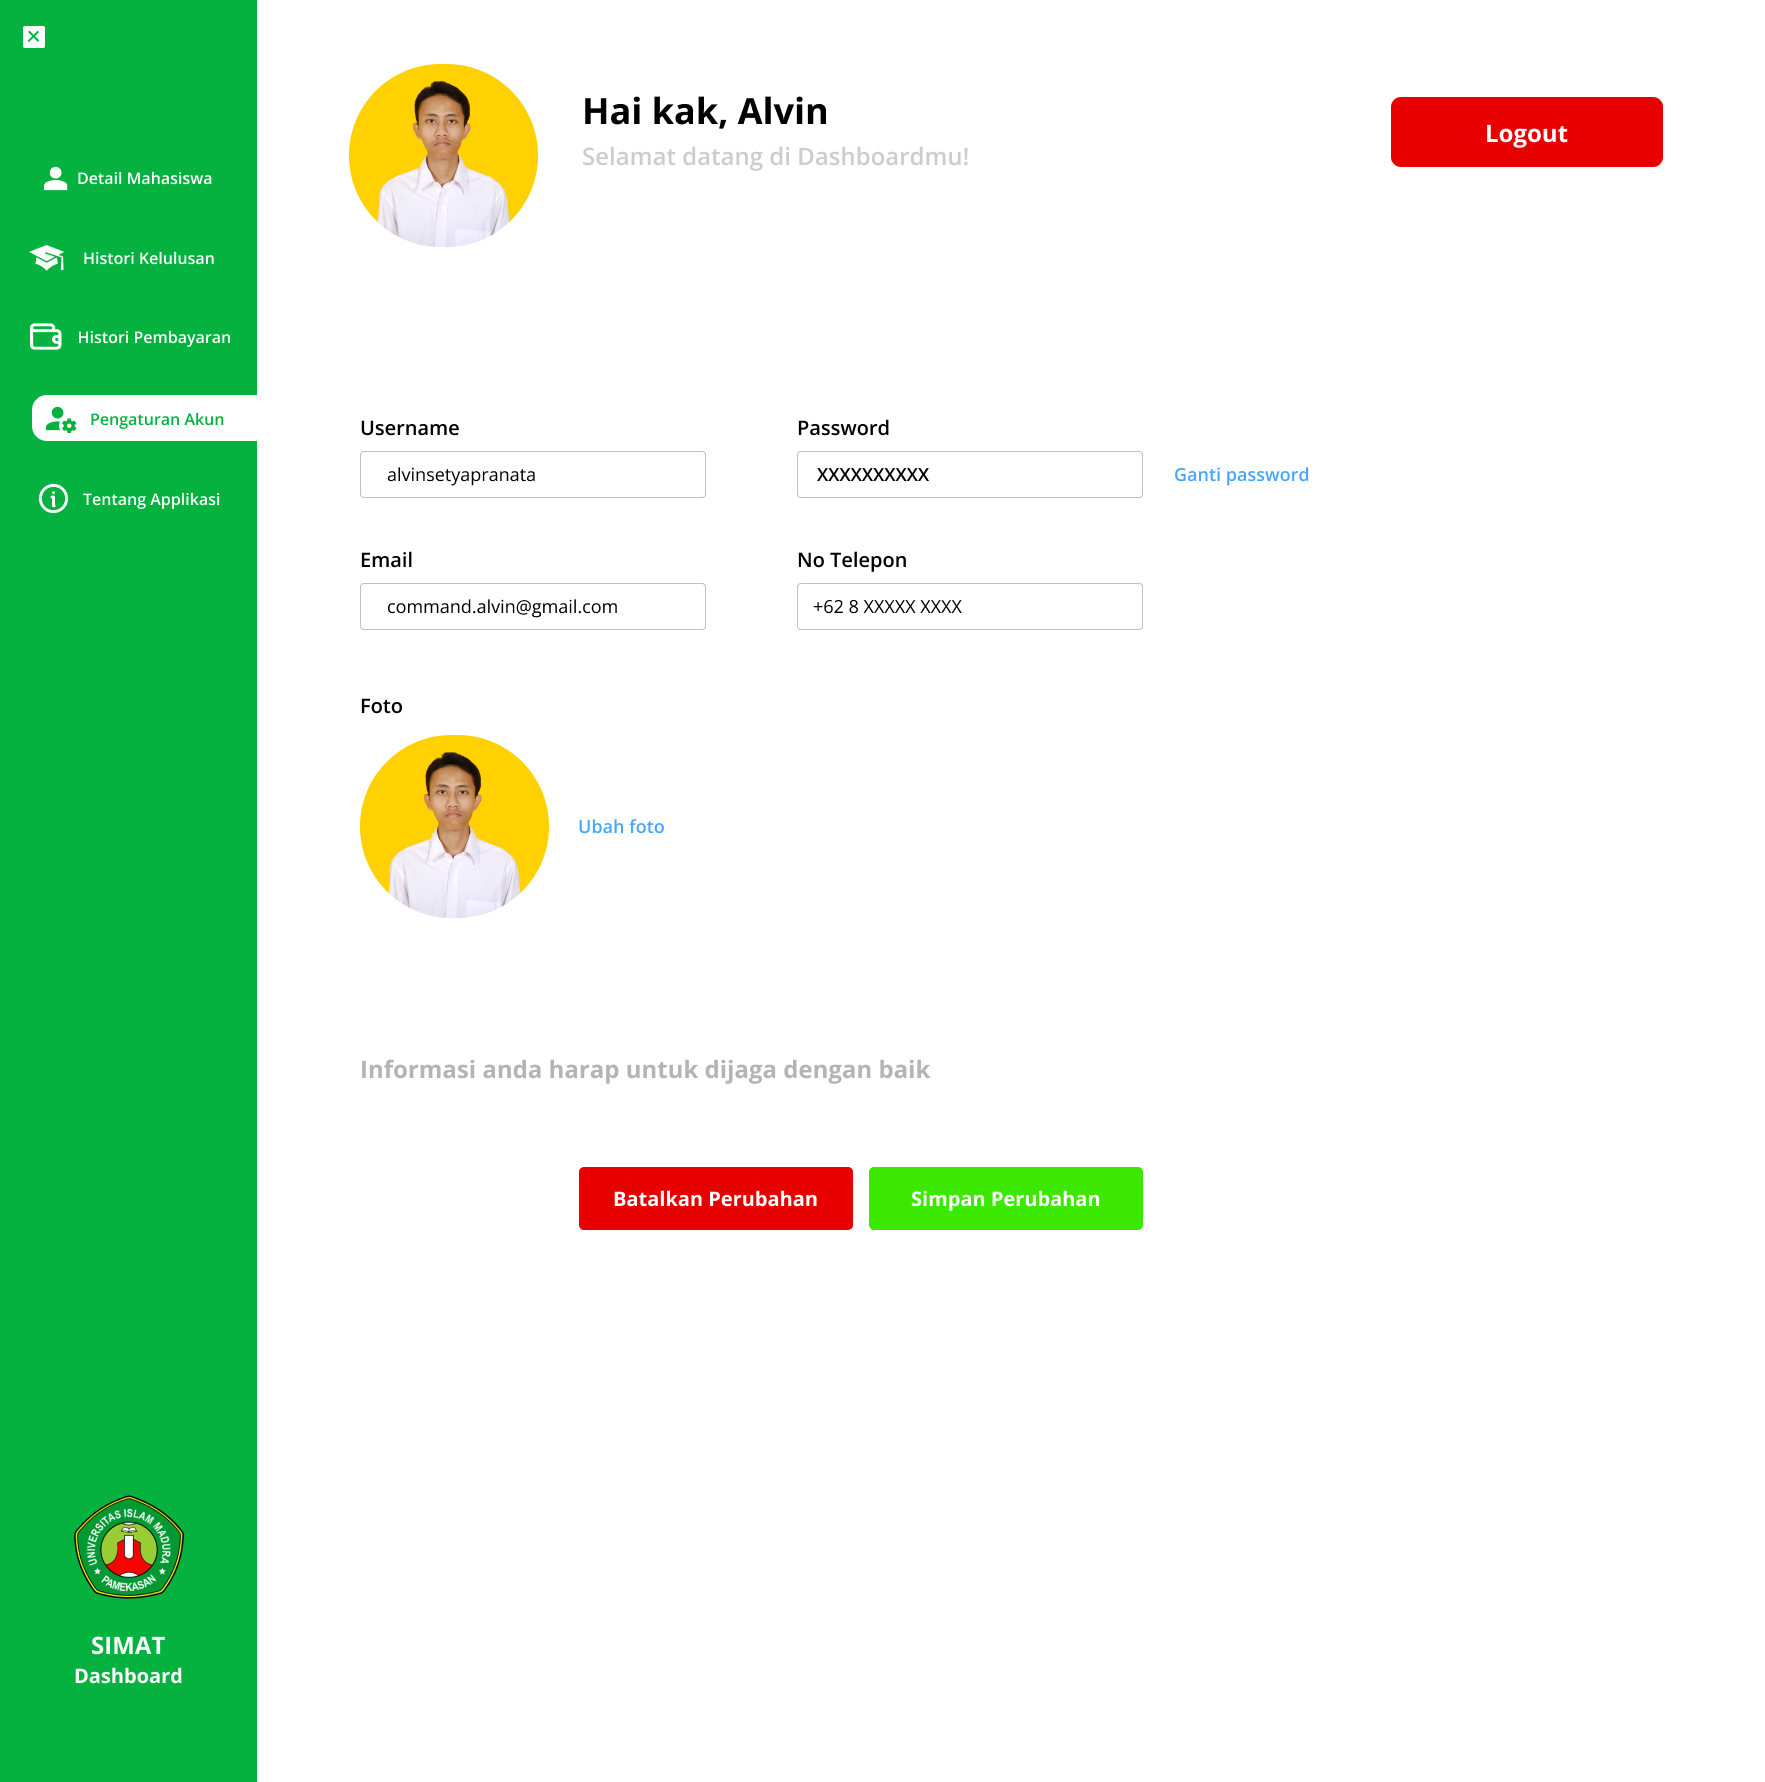 Hai kak, Alvin
Selamat datang di Dashboardmu!
Logout
Detail Mahasiswa
Histori Kelulusan
Histori Pembayaran
Pengaturan Akun
Tentang Applikasi
Username
alvinsetyapranata
Password
XXXXXXXXXX
Ganti password
Email
command.alvin@gmail.com
No Telepon
+62 8 XXXXX XXXX
Foto
Ubah foto
Informasi anda harap untuk dijaga dengan baik
Batalkan Perubahan
Simpan Perubahan
UNIVERSITAS ISLAM MADURA
PAMEKASAN
SIMAT
Dashboard